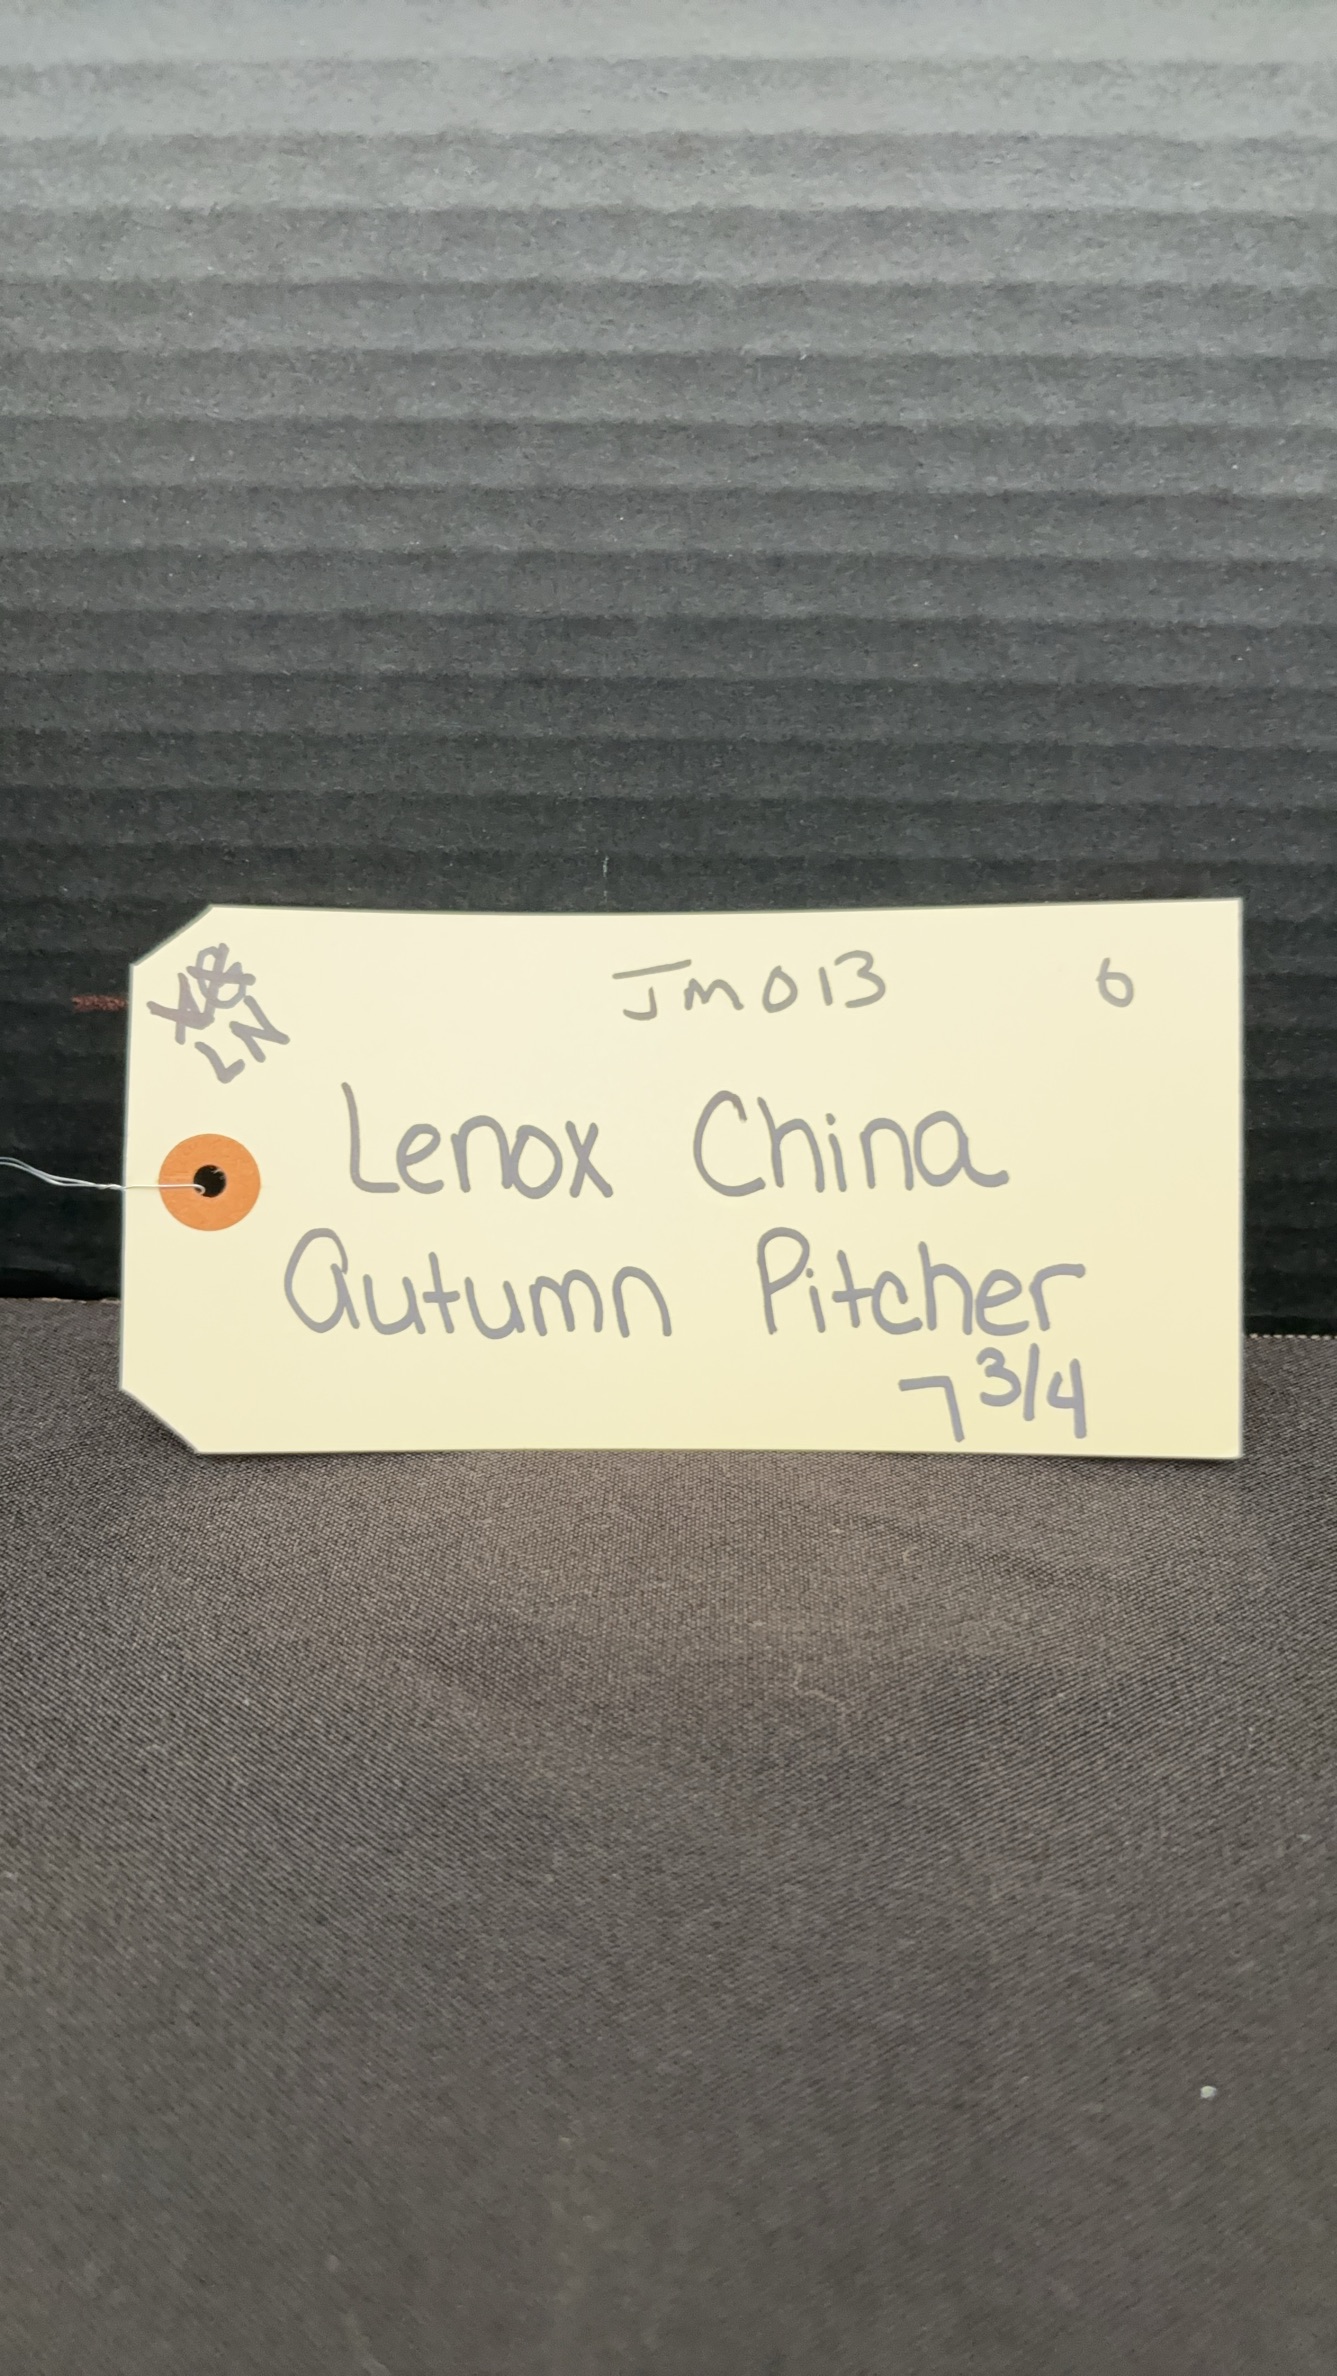 Jm013 6
LN
Lenox China
Autumn Pitcher
7 3/4